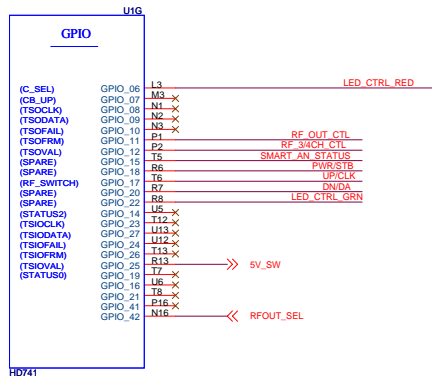 U1G
GPIO
(C_SEL) GPIO_06 L3 LED_CTRL_RED
(CB_UP) GPIO_07 M3
(TSOCLK) GPIO_08 N1
(TSODATA) GPIO_09 N2
(TSOFAIL) GPIO_10 N3
(TSOFRM) GPIO_11 P1 RF_OUT_CTL
(TSOVAL) GPIO_12 P2 RF_3/4CH_CTL
(SPARE) GPIO_15 T5 SMART_AN_STATUS
(SPARE) GPIO_18 R6 PWR/STB
(RF_SWITCH) GPIO_17 T6 UP/CLK
(SPARE) GPIO_20 R7 DN/DA
(SPARE) GPIO_22 R8 LED_CTRL_GRN
(STATUS2) GPIO_14 U5
(TSIOCLK) GPIO_23 T12
(TSIODATA) GPIO_27 U13
(TSIOFAIL) GPIO_24 U12
(TSIOFRM) GPIO_26 T13
(TSIOVAL) GPIO_25 R13 5V_SW
(STATUS0) GPIO_19 T7
GPIO_16 U6
GPIO_21 T8
GPIO_41 P16
GPIO_42 N16 RFOUT_SEL
HD741